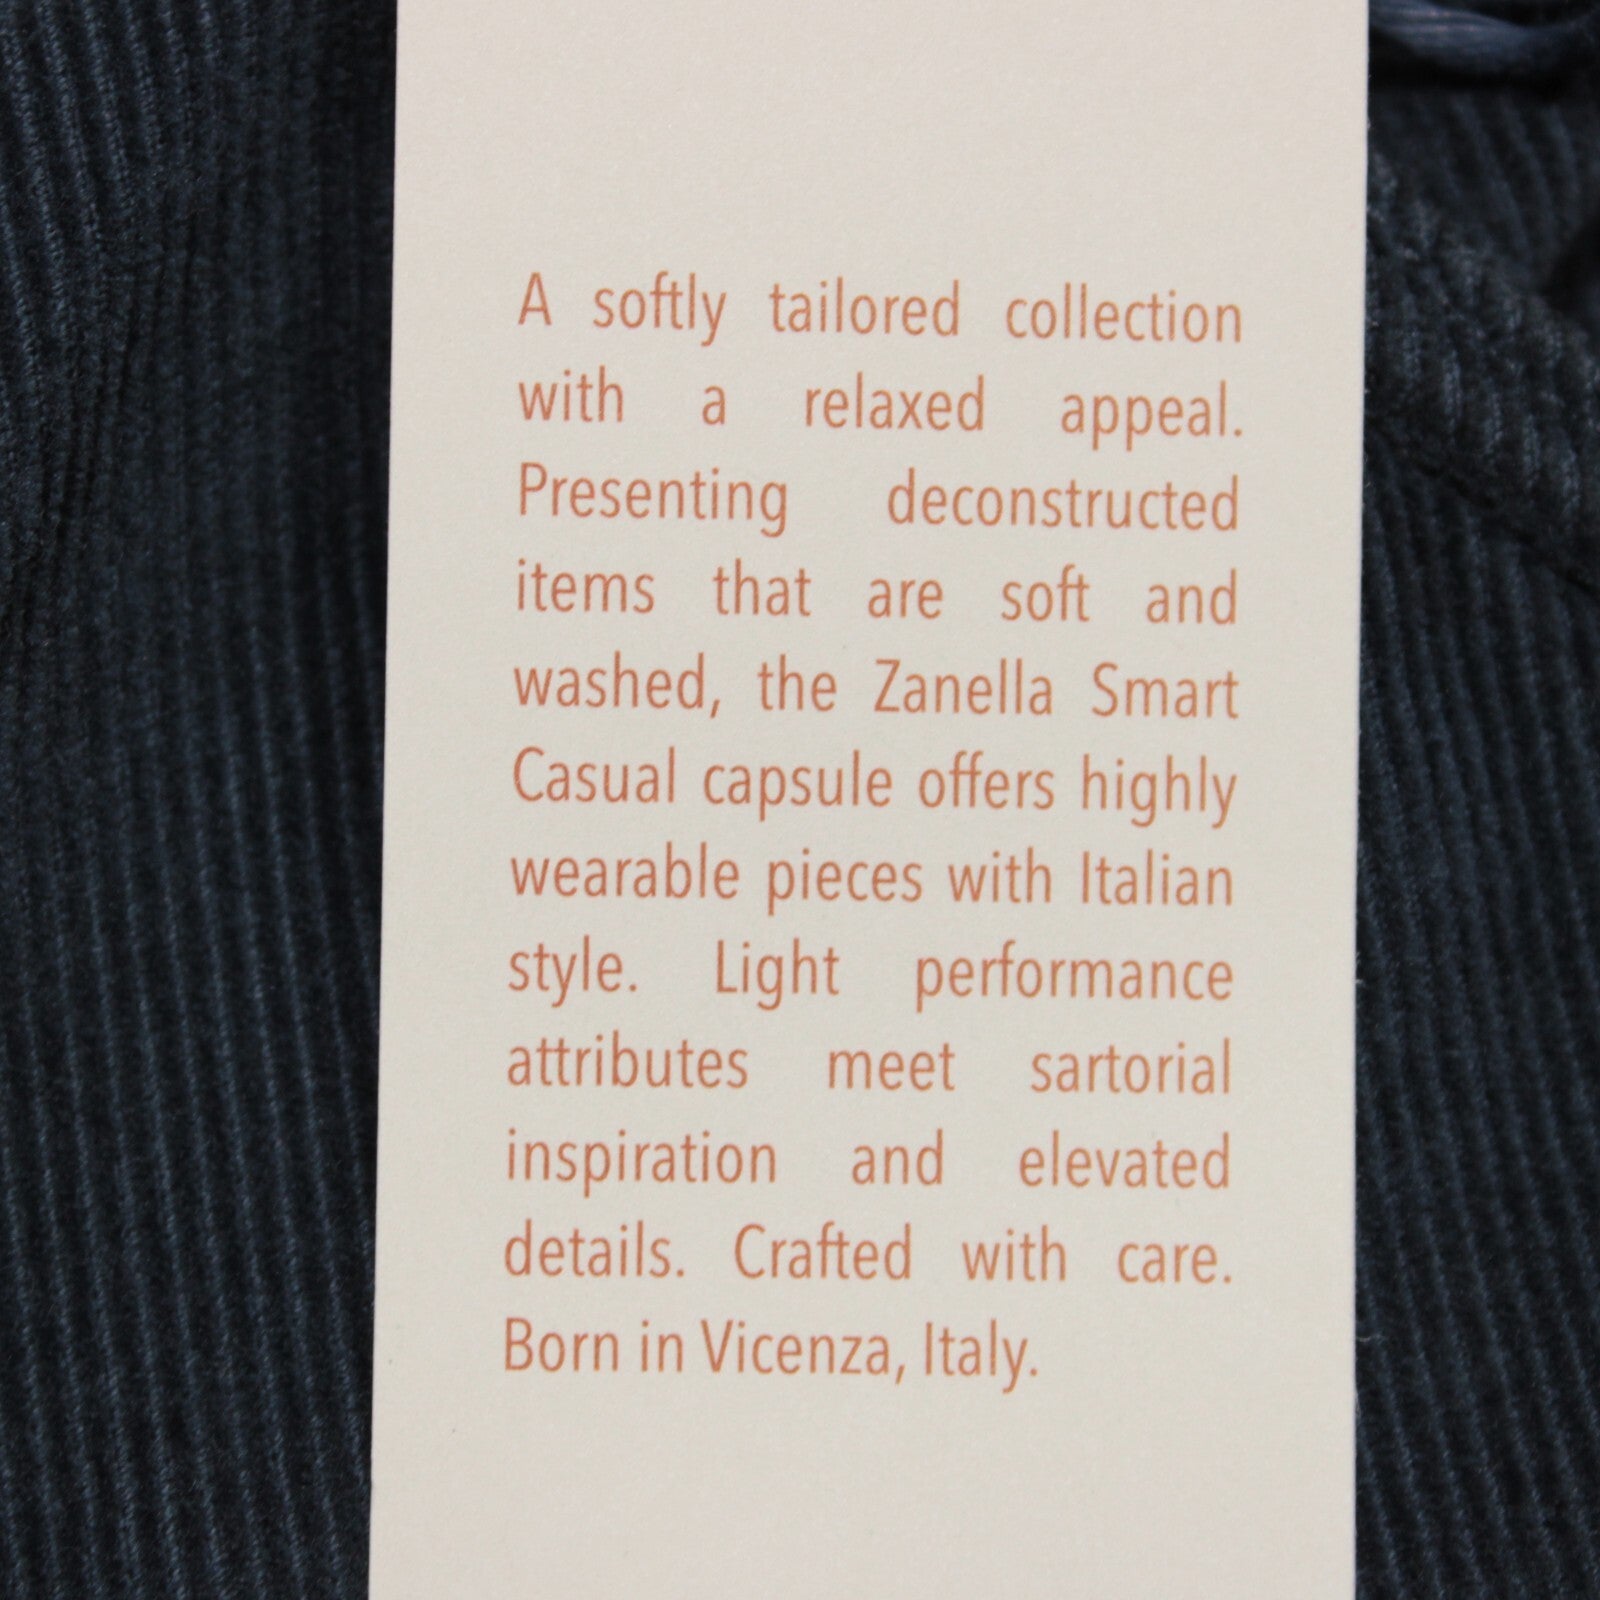 A softly tailored collection
with a relaxed appeal.
Presenting deconstructed
items that are soft and
washed, the Zanella Smart
Casual capsule offers highly
wearable pieces with Italian
style. Light performance
attributes meet sartorial
inspiration and elevated
details. Crafted with care.
Born in Vicenza, Italy.